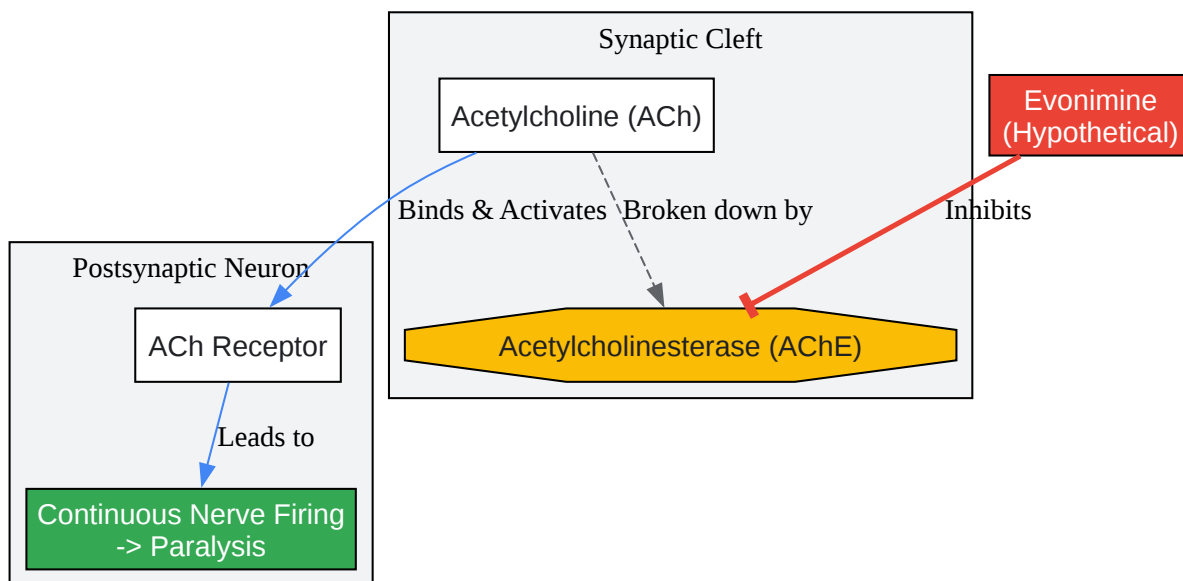 Synaptic Cleft
Acetylcholine (ACh)
Evonimine
(Hypothetical)
Binds & Activates
Broken down by
Inhibits
Postsynaptic Neuron
ACh Receptor
Acetylcholinesterase (AChE)
Leads to
Continuous Nerve Firing
-> Paralysis